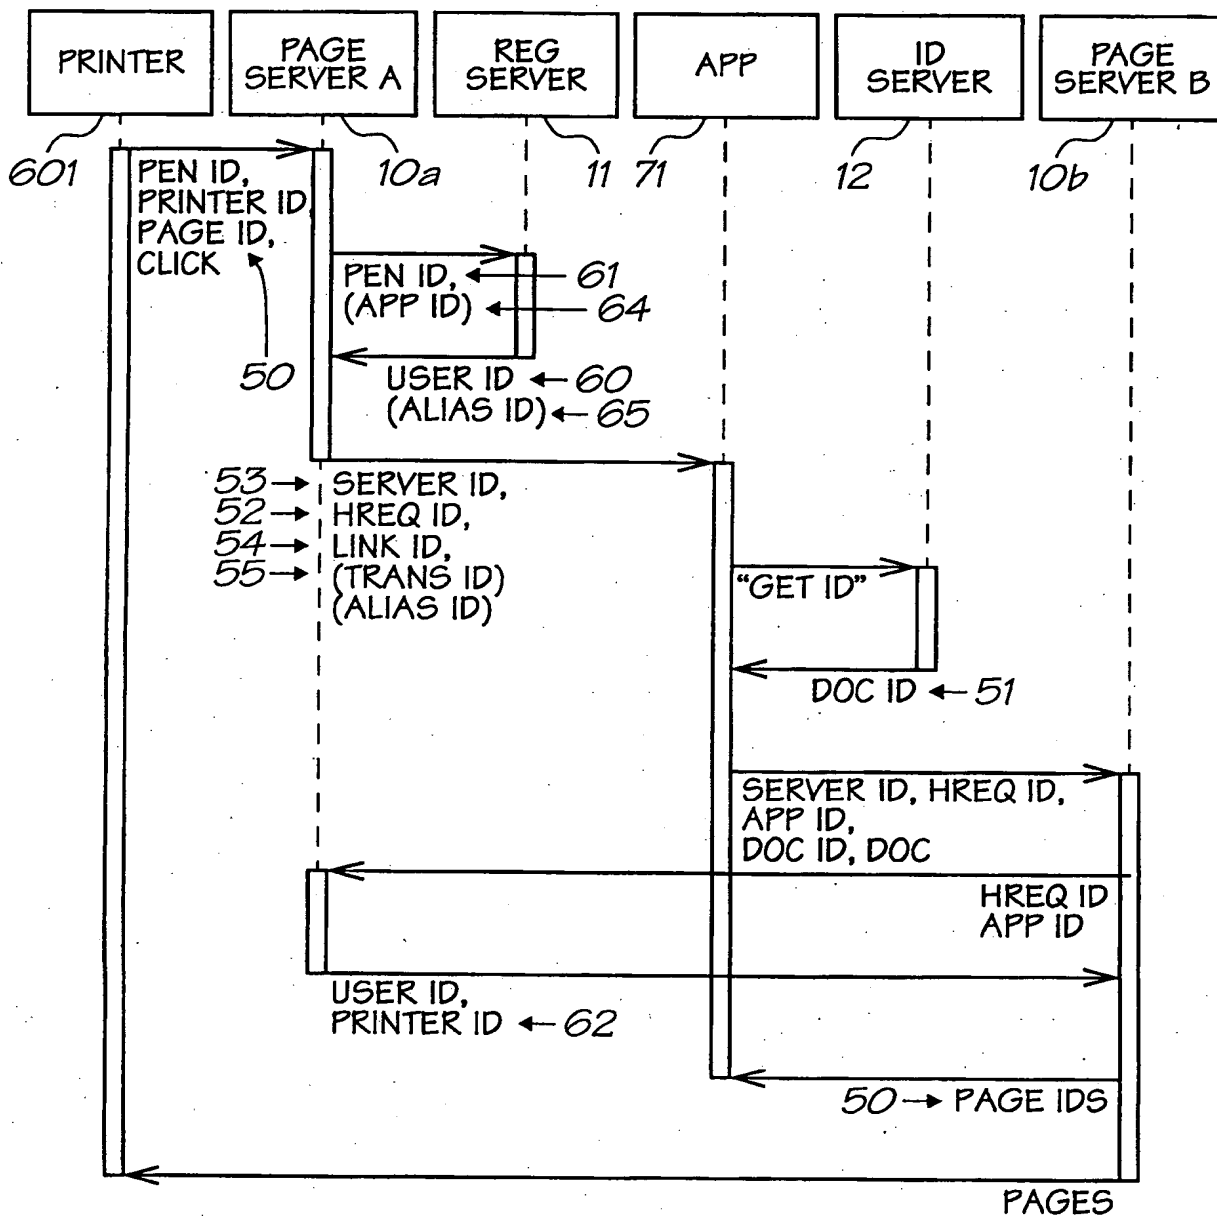 PRINTER
PAGE
SERVER A
REG
SERVER
APP
ID
SERVER
PAGE
SERVER B
601
10a
11
71
12
10b
PEN ID,
PRINTER ID,
PAGE ID,
CLICK
50
PEN ID,
61
(APP ID)
64
USER ID
60
(ALIAS ID)
65
53
SERVER ID,
52
HREQ ID,
54
LINK ID,
55
(TRANS ID)
(ALIAS ID)
"GET ID"
DOC ID
51
SERVER ID, HREQ ID,
APP ID,
DOC ID, DOC
HREQ ID
APP ID
USER ID,
PRINTER ID
62
50
PAGE IDS
PAGES